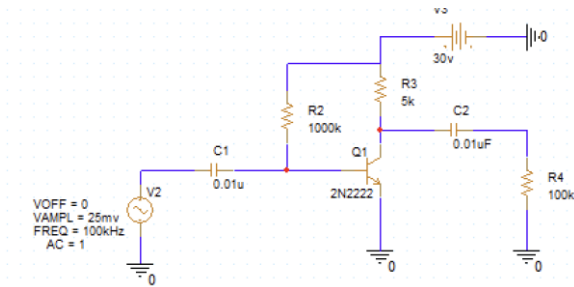 V3
30v
0
R3
5k
R2
1000k
C2
0.01uF
C1
0.01u
Q1
2N2222
R4
100k
V2
VOFF = 0
VAMPL = 25mv
FREQ = 100kHz
AC = 1
0
0
0